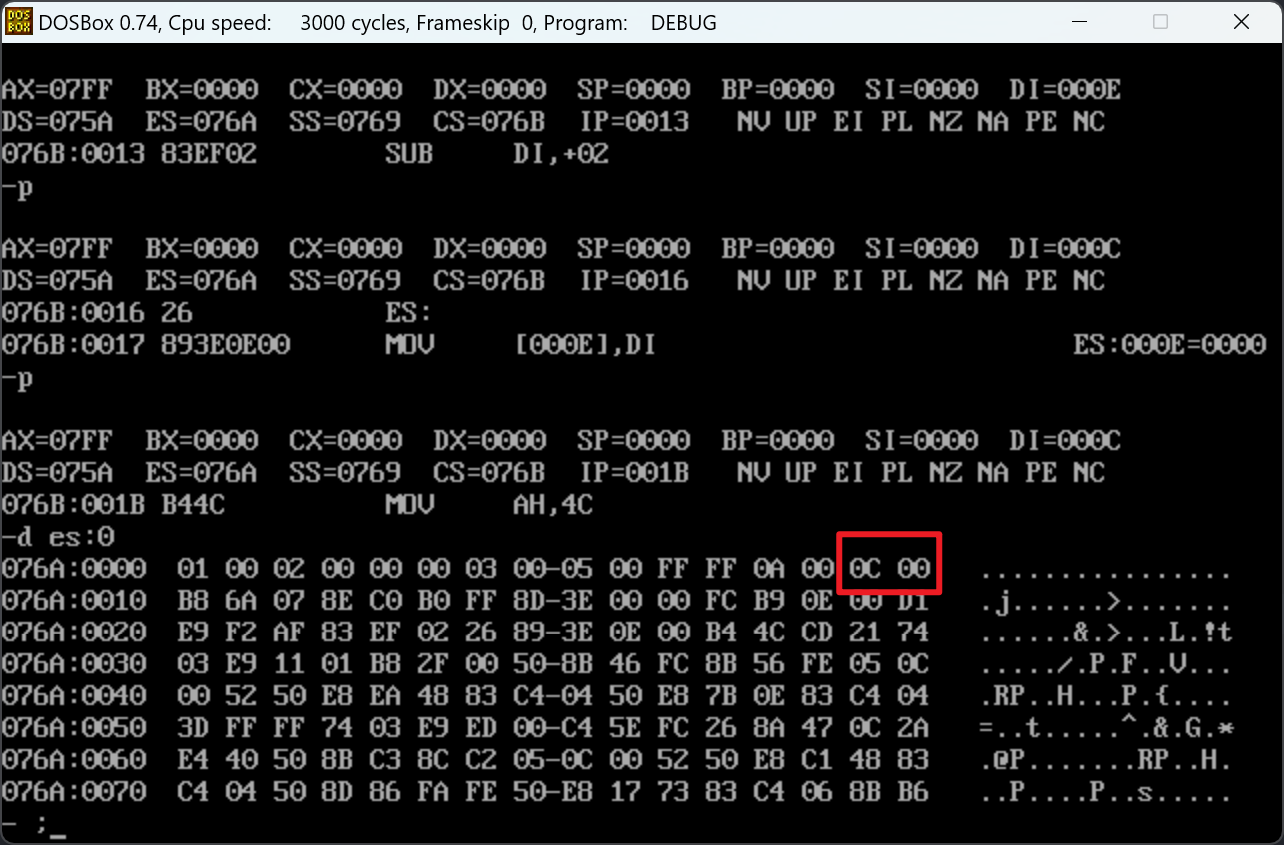 DOS BOX DOSBox 0.74, Cpu speed: 3000 cycles, Frameskip 0, Program: DEBUG
AX=07FF BX=0000 CX=0000 DX=0000 SP=0000 BP=0000 SI=0000 DI=000E
DS=075A ES=076A SS=0769 CS=076B IP=0013 NV UP EI PL NZ NA PE NC
076B:0013 83EF02 SUB DI,+02
-p
AX=07FF BX=0000 CX=0000 DX=0000 SP=0000 BP=0000 SI=0000 DI=000C
DS=075A ES=076A SS=0769 CS=076B IP=0016 NV UP EI PL NZ NA PE NC
076B:0016 26 ES:
076B:0017 893E0E00 MOV [000E],DI ES:000E=0000
-p
AX=07FF BX=0000 CX=0000 DX=0000 SP=0000 BP=0000 SI=0000 DI=000C
DS=075A ES=076A SS=0769 CS=076B IP=001B NV UP EI PL NZ NA PE NC
076B:001B B44C MOV AH,4C
-d es:0
076A:0000 01 00 02 00 00 00 03 00-05 00 FF FF 0A 00 0C 00 ................
076A:0010 B8 6A 07 8E C0 B0 FF 8D-3E 00 00 FC B9 0E 00 D1 .j......>.......
076A:0020 E9 F2 AF 83 EF 02 26 89-3E 0E 00 B4 4C CD 21 74 ......&.>...L.!t
076A:0030 03 E9 11 01 B8 2F 00 50-8B 46 FC 8B 56 FE 05 0C ...../.P.F..V...
076A:0040 00 52 50 E8 EA 48 83 C4-04 50 E8 7B 0E 83 C4 04 .RP..H...P.{....
076A:0050 3D FF FF 74 03 E9 ED 00-C4 5E FC 26 8A 47 0C 2A =..t.....^.&.G.*
076A:0060 E4 40 50 8B C3 8C C2 05-0C 00 52 50 E8 C1 48 83 .@P.......RP..H.
076A:0070 C4 04 50 8D 86 FA FE 50-E8 17 73 83 C4 06 8B B6 ..P....P..s.....
- ;_